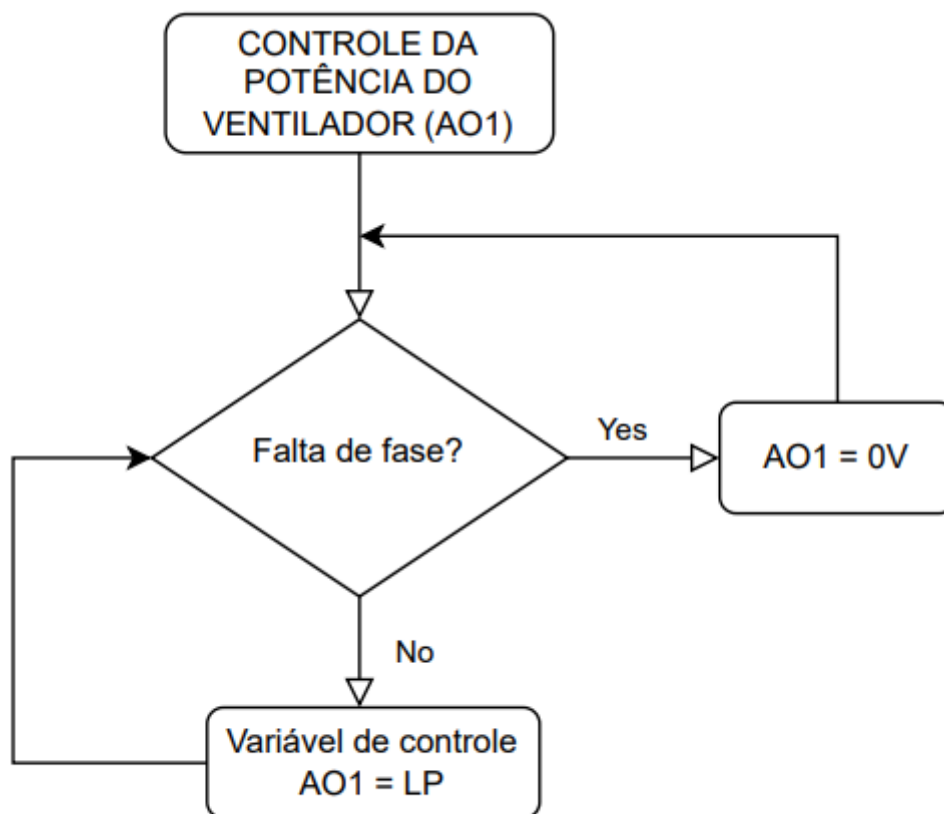 CONTROLE DA
POTÊNCIA DO
VENTILADOR (AO1)
Falta de fase?
Yes
AO1 = 0V
No
Variável de controle
AO1 = LP